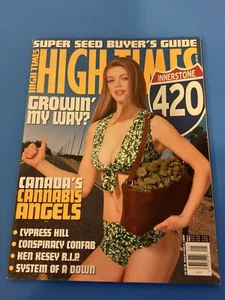 SUPER SEED BUYER'S GUIDE
HIGH TIMES
HIGH TIMES
INNERSTONE
420
GROWIN'
MY WAY?
CANADA'S
CANNABIS
ANGELS
• CYPRESS HILL
• CONSPIRACY CONFAB
• KEN KESEY R.I.P.
• SYSTEM OF A DOWN